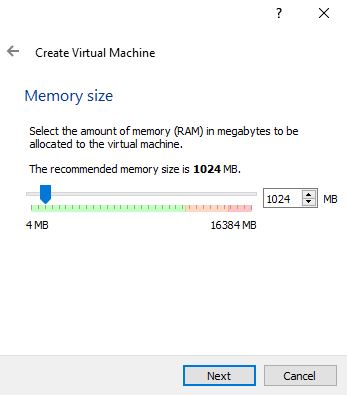 ?
Create Virtual Machine
Memory size
Select the amount of memory (RAM) in megabytes to be
allocated to the virtual machine.
The recommended memory size is 1024 MB.
1024 MB
4 MB 16384 MB
Next Cancel